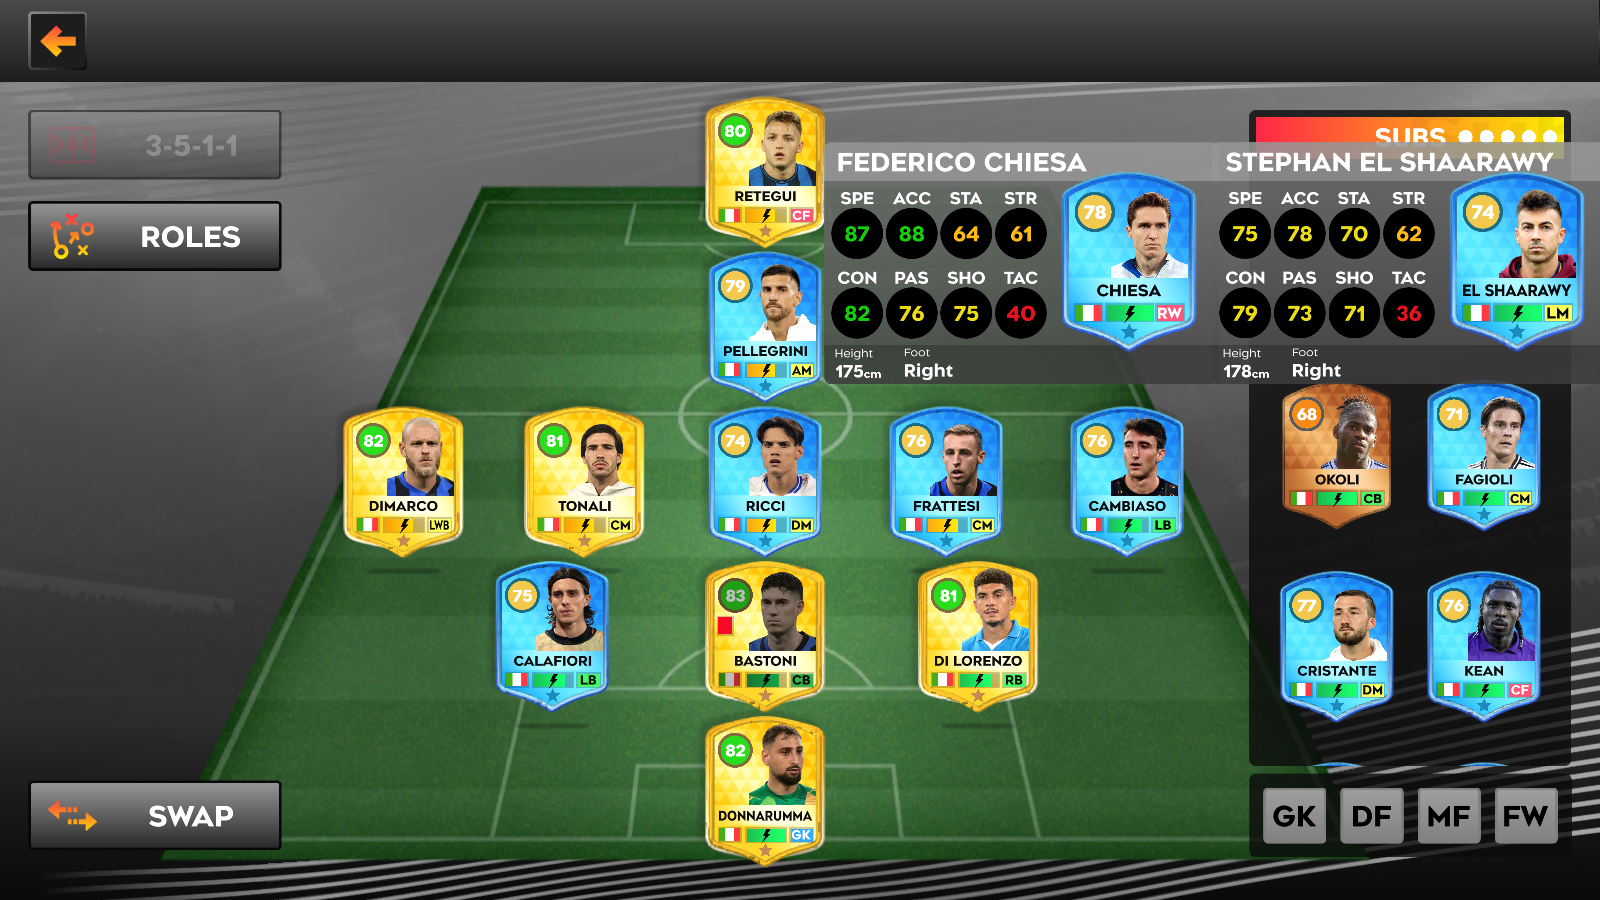 3-5-1-1
ROLES
SWAP
80
RETEGUI
CF
79
PELLEGRINI
AM
82
DIMARCO
LWB
81
TONALI
CM
74
RICCI
DM
76
FRATTESI
CM
76
CAMBIASO
LB
75
CALAFIORI
LB
83
BASTONI
CB
81
DI LORENZO
RB
82
DONNARUMMA
GK
SUBS
FEDERICO CHIESA
SPE ACC STA STR
87 88 64 61
CON PAS SHO TAC
82 76 75 40
Height Foot
175cm Right
78
CHIESA
RW
STEPHAN EL SHAARAWY
SPE ACC STA STR
75 78 70 62
CON PAS SHO TAC
79 73 71 36
Height Foot
178cm Right
74
EL SHAARAWY
LM
68
OKOLI
CB
71
FAGIOLI
CM
77
CRISTANTE
DM
76
KEAN
CF
GK DF MF FW